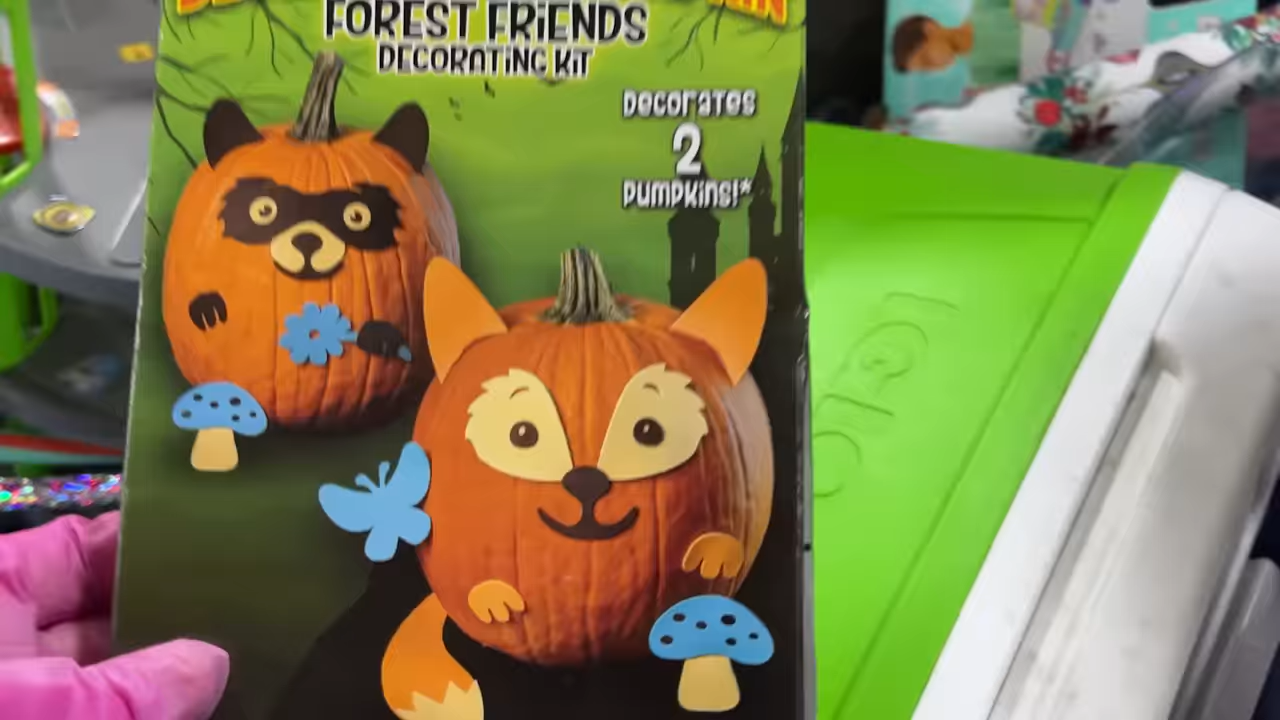 FOREST FRIENDS
DECORATING KIT
DECORATES
2
PUMPKINS!*